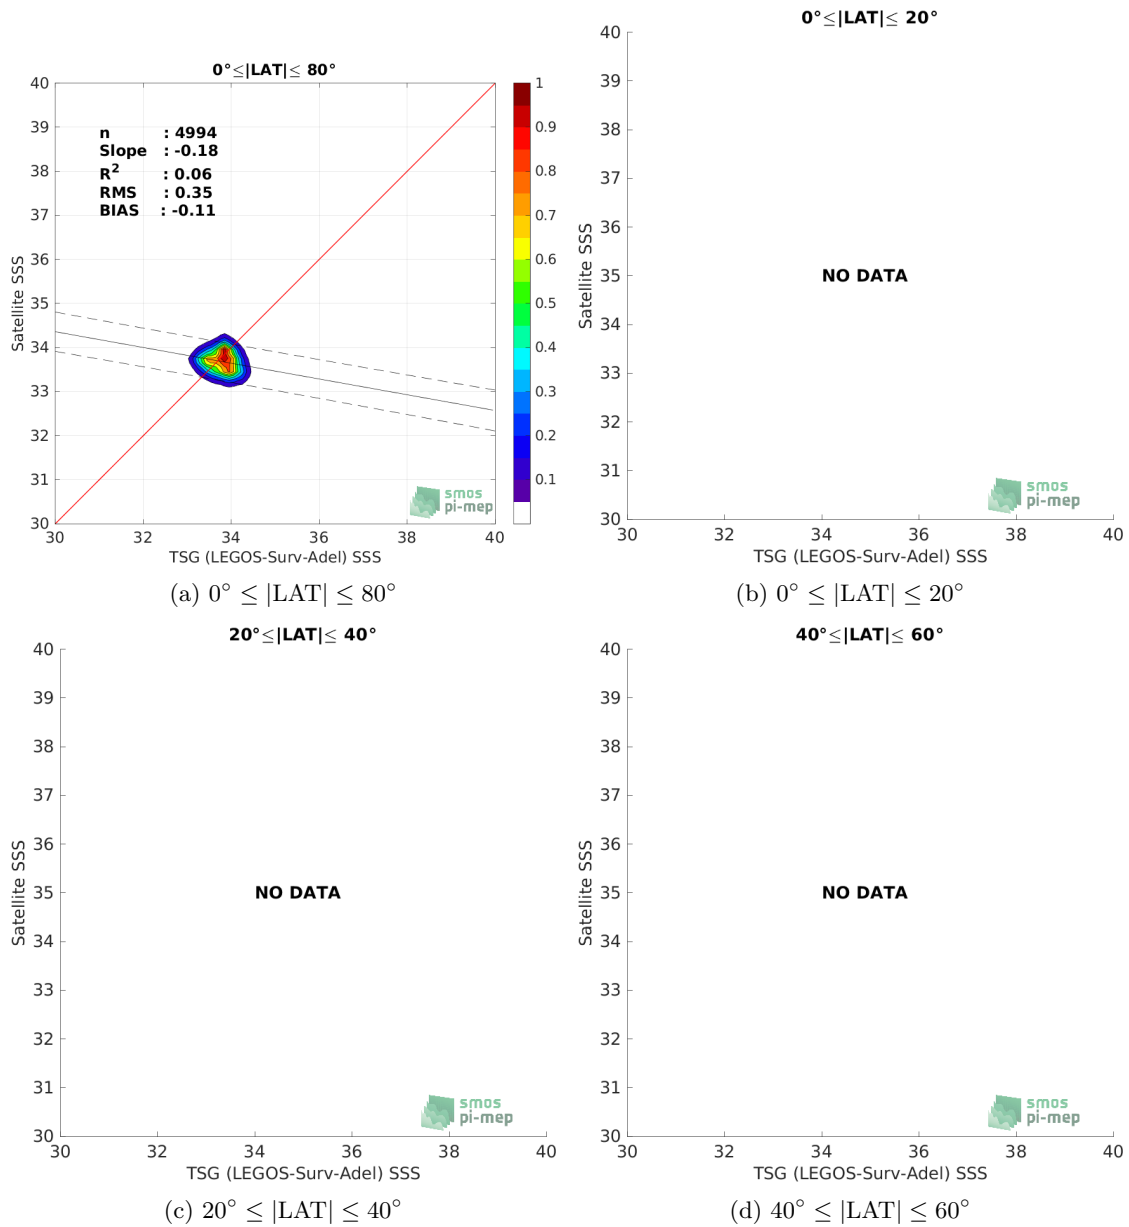 0°≤|LAT|≤ 80°
40
39
38
37
36
35
34
33
32
31
30
Satellite SSS
n : 4994
Slope : -0.18
R² : 0.06
RMS : 0.35
BIAS : -0.11
1
0.9
0.8
0.7
0.6
0.5
0.4
0.3
0.2
0.1
smos
pi-mep
30 32 34 36 38 40
TSG (LEGOS-Surv-Adel) SSS
(a) 0° ≤ |LAT| ≤ 80°
0°≤|LAT|≤ 20°
40
39
38
37
36
35
34
33
32
31
30
Satellite SSS
NO DATA
smos
pi-mep
30 32 34 36 38 40
TSG (LEGOS-Surv-Adel) SSS
(b) 0° ≤ |LAT| ≤ 20°
20°≤|LAT|≤ 40°
40
39
38
37
36
35
34
33
32
31
30
Satellite SSS
NO DATA
smos
pi-mep
30 32 34 36 38 40
TSG (LEGOS-Surv-Adel) SSS
(c) 20° ≤ |LAT| ≤ 40°
40°≤|LAT|≤ 60°
40
39
38
37
36
35
34
33
32
31
30
Satellite SSS
NO DATA
smos
pi-mep
30 32 34 36 38 40
TSG (LEGOS-Surv-Adel) SSS
(d) 40° ≤ |LAT| ≤ 60°